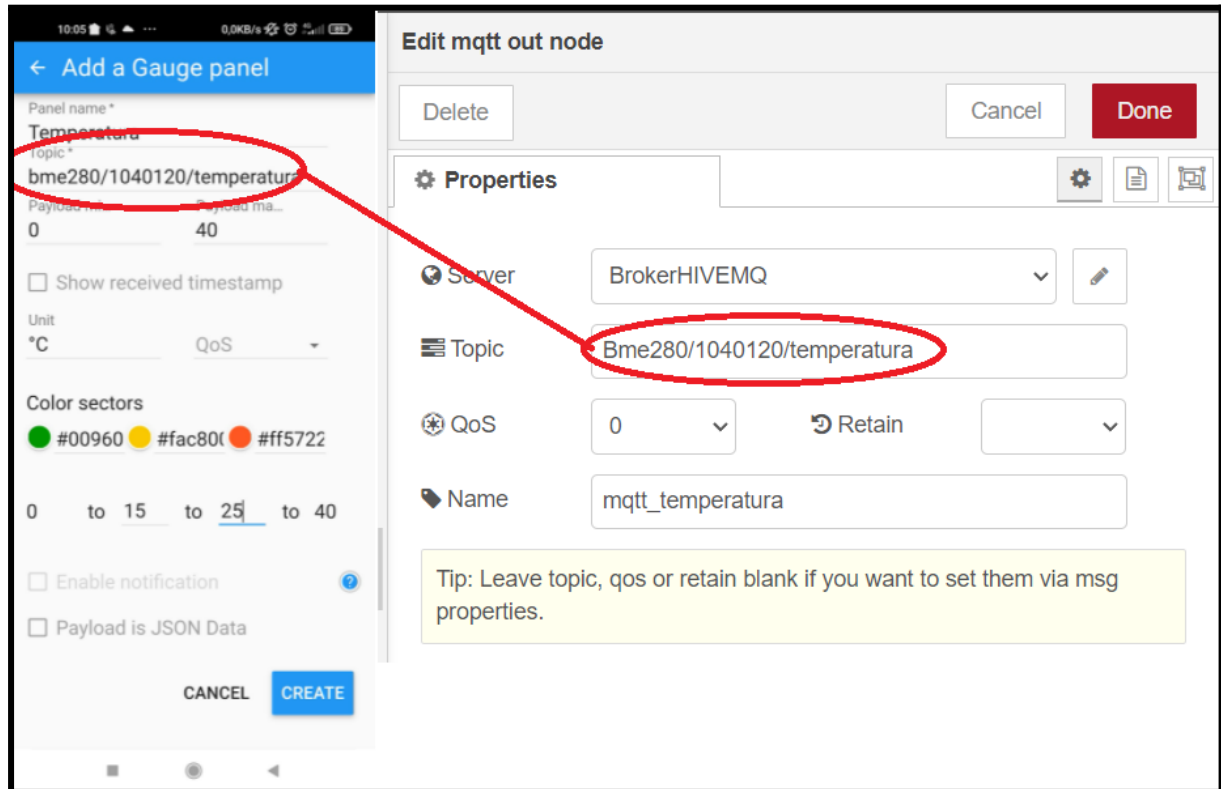 10:05 ... 0,0KB/s
← Add a Gauge panel
Panel name *
Temperatura
Topic *
bme280/1040120/temperatura
Payload ma...
0 40
Show received timestamp
Unit
°C QoS
Color sectors
#00960 #fac80( #ff5722
0 to 15 to 25 to 40
Enable notification ?
Payload is JSON Data
CANCEL CREATE
Edit mqtt out node
Delete Cancel Done
Properties
Server BrokerHIVEMQ
Topic Bme280/1040120/temperatura
QoS 0 Retain
Name mqtt_temperatura
Tip: Leave topic, qos or retain blank if you want to set them via msg
properties.